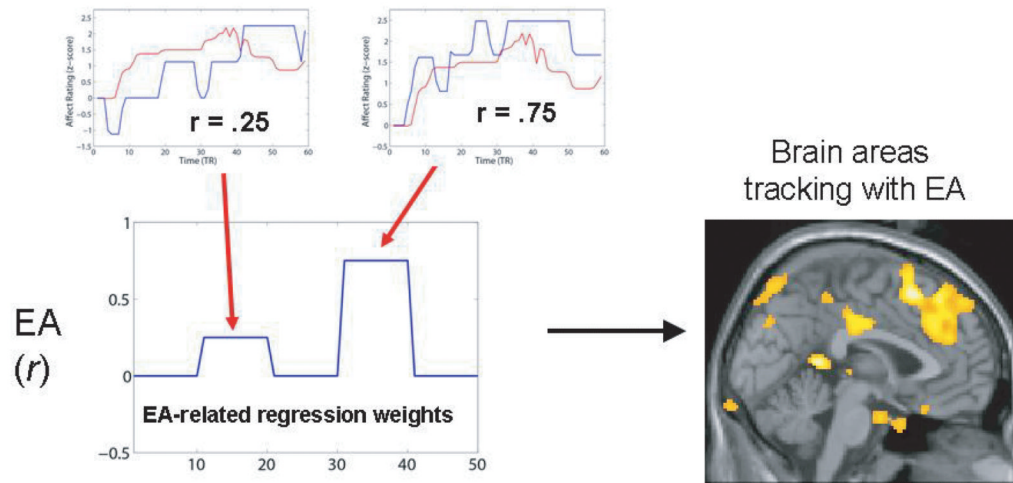 2.5
2
1.5
1
0.5
0
−0.5
−1
−1.5
Affect Rating (z-score)
r = .25
0 10 20 30 40 50 60
Time (TR)
2.5
2
1.5
1
0.5
0
−0.5
Affect Rating (z-score)
r = .75
0 10 20 30 40 50 60
Time (TR)
Brain areas
tracking with EA
EA
(r)
1
0.5
0
-0.5
EA-related regression weights
10 20 30 40 50